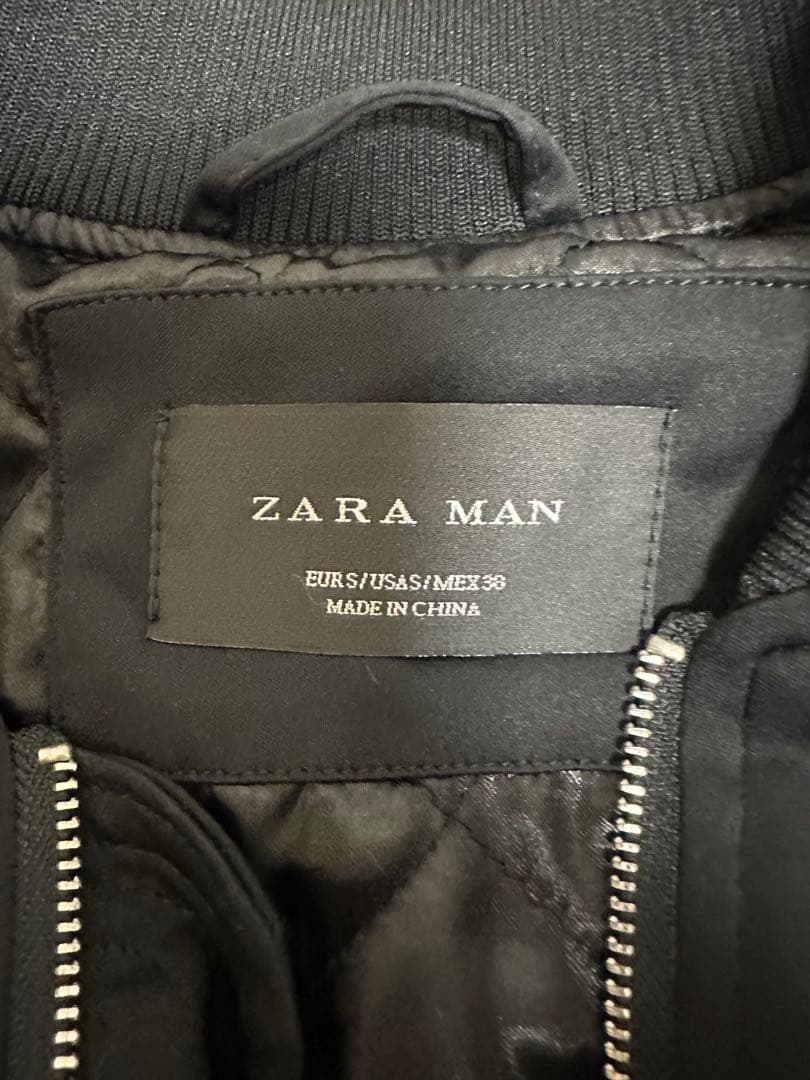 ZARA MAN
EUR S/USA S/MEX 38
MADE IN CHINA